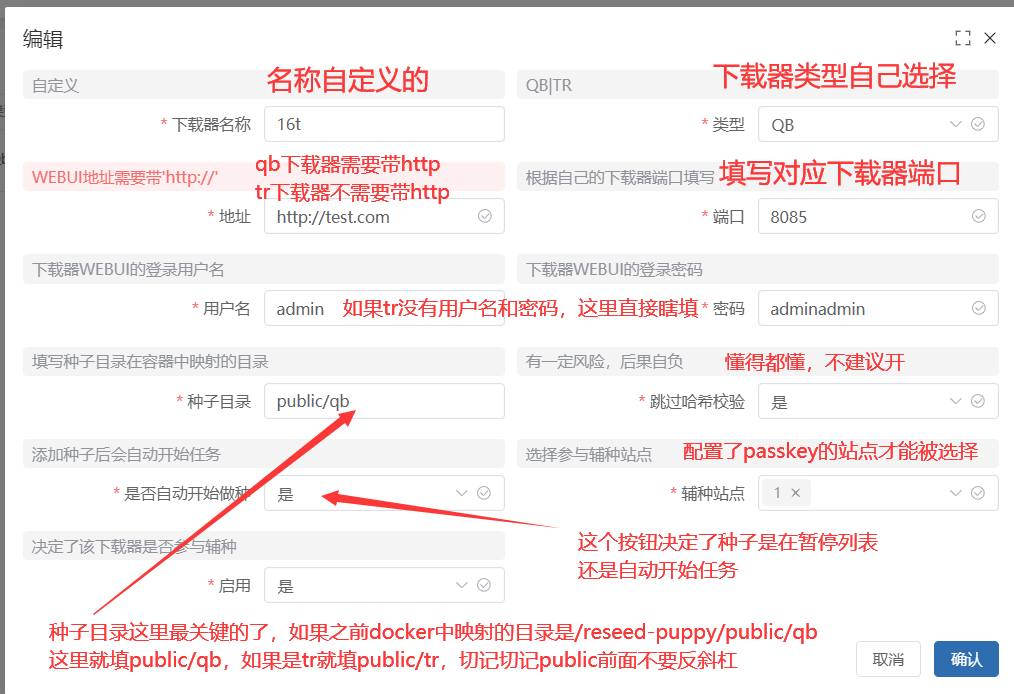 编辑
自定义
名称自定义的
QB|TR
下载器类型自己选择
* 下载器名称
16t
* 类型
QB
WEBUI地址需要带'http://'
qb下载器需要带http
tr下载器不需要带http
根据自己的下载器端口填写
填写对应下载器端口
* 地址
http://test.com
* 端口
8085
下载器WEBUI的登录用户名
下载器WEBUI的登录密码
* 用户名
admin
如果tr没有用户名和密码，这里直接瞎填
* 密码
adminadmin
填写种子目录在容器中映射的目录
有一定风险，后果自负
懂得都懂，不建议开
* 种子目录
public/qb
* 跳过哈希校验
是
添加种子后会自动开始任务
选择参与辅种站点
配置了passkey的站点才能被选择
* 是否自动开始做种
是
* 辅种站点
1 ×
这个按钮决定了种子是在暂停列表
还是自动开始任务
决定了该下载器是否参与辅种
* 启用
是
种子目录这里最关键的了，如果之前docker中映射的目录是/reseed-puppy/public/qb
这里就填public/qb，如果是tr就填public/tr，切记切记public前面不要反斜杠
取消
确认